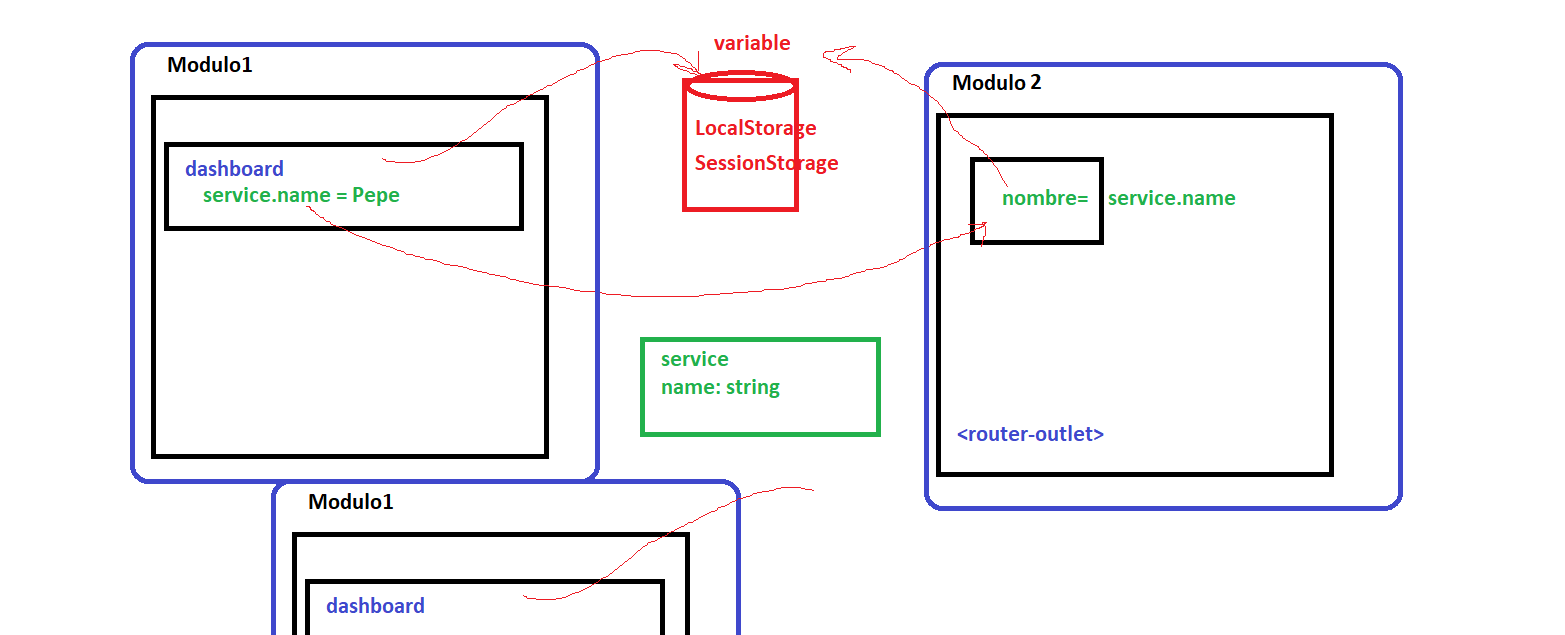 variable
Modulo1
Modulo 2
LocalStorage
SessionStorage
dashboard
service.name = Pepe
nombre= service.name
service
name: string
<router-outlet>
Modulo1
dashboard